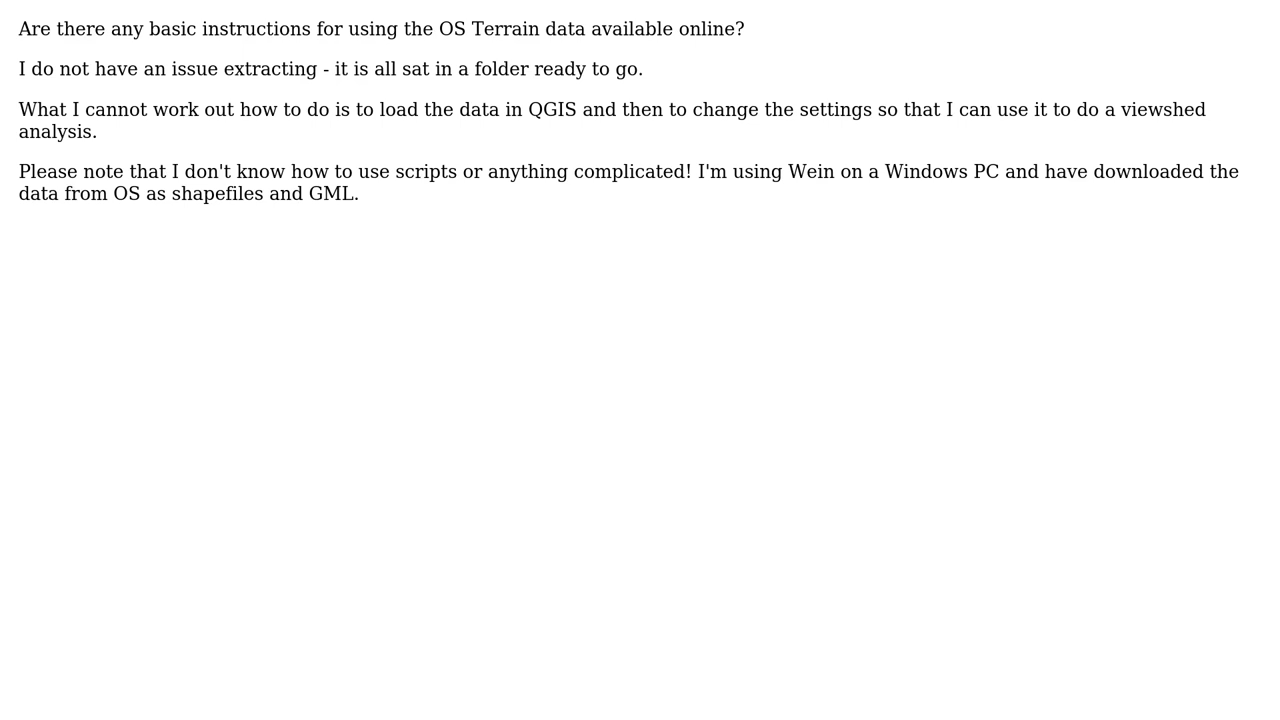 Are there any basic instructions for using the OS Terrain data available online?
I do not have an issue extracting - it is all sat in a folder ready to go.
What I cannot work out how to do is to load the data in QGIS and then to change the settings so that I can use it to do a viewshed
analysis.
Please note that I don't know how to use scripts or anything complicated! I'm using Wein on a Windows PC and have downloaded the
data from OS as shapefiles and GML.